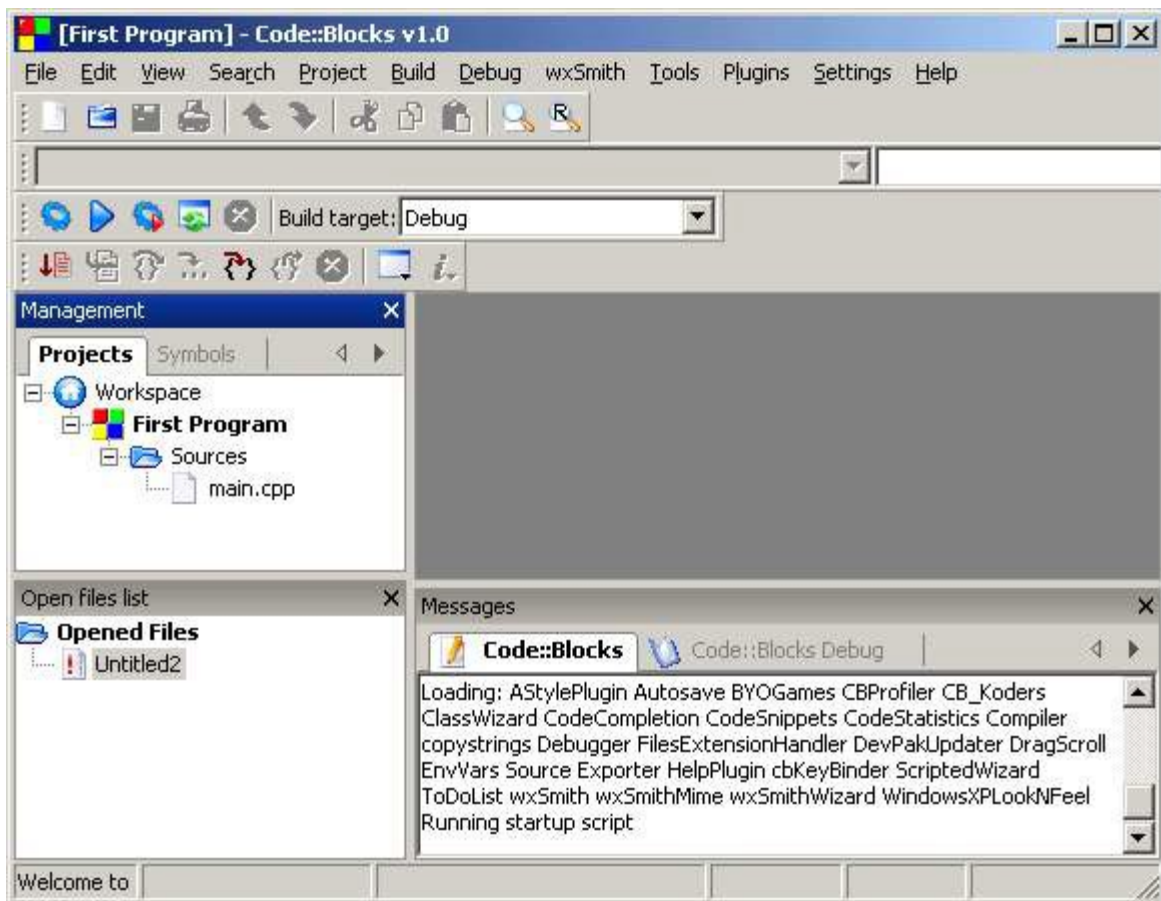 [First Program] - Code::Blocks v1.0
File Edit View Search Project Build Debug wxSmith Tools Plugins Settings Help
R
Build target: Debug
Management
Projects Symbols
Workspace
First Program
Sources
main.cpp
Open files list
Opened Files
Untitled2
Messages
Code::Blocks Code::Blocks Debug
Loading: AStylePlugin Autosave BYOGames CBProfiler CB_Koders
ClassWizard CodeCompletion CodeSnippets CodeStatistics Compiler
copystrings Debugger FilesExtensionHandler DevPakUpdater DragScroll
EnvVars Source Exporter HelpPlugin cbKeyBinder ScriptedWizard
ToDoList wxSmith wxSmithMime wxSmithWizard WindowsXPLookNFeel
Running startup script
Welcome to